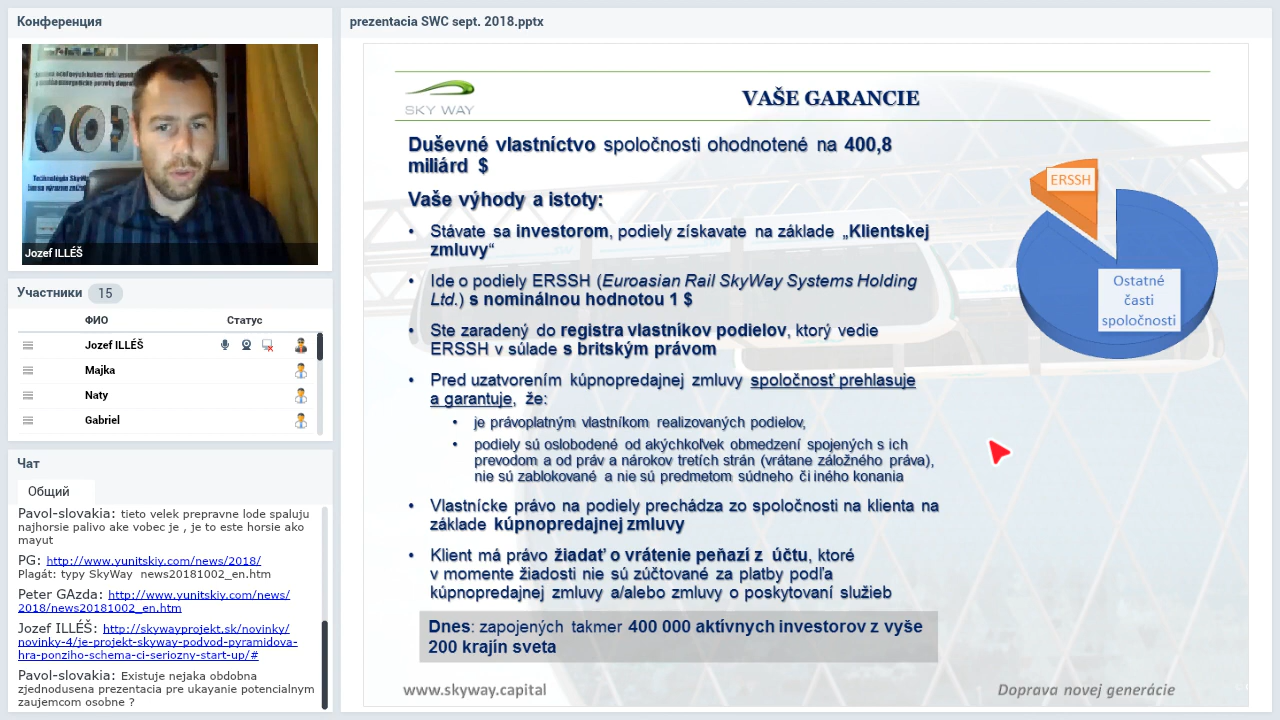 Конференция
Jozef ILLÉŠ
Участники 15
ФИО Статус
Jozef ILLÉŠ
Majka
Naty
Gabriel
Чат
Общий
Pavol-slovakia: tieto velek prepravne lode spaluju
najhorsie palivo ake vobec je , je to este horsie ako
mayut
PG: http://www.yunitskiy.com/news/2018/
Plagát: typy SkyWay news20181002_en.htm
Peter GAzda: http://www.yunitskiy.com/news/
2018/news20181002_en.htm
Jozef ILLÉŠ: http://skywayprojekt.sk/novinky/
novinky-4/je-projekt-skyway-podvod-pyramidova-
hra-ponziho-schema-ci-seriozny-start-up/#
Pavol-slovakia: Existuje nejaka obdobna
zjednodusena prezentacia pre ukayanie potencialnym
zaujemcom osobne ?
prezentacia SWC sept. 2018.pptx
SKY WAY
VAŠE GARANCIE
Duševné vlastníctvo spoločnosti ohodnotené na 400,8
miliárd $
Vaše výhody a istoty:
• Stávate sa investorom, podiely získavate na základe „Klientskej
zmluvy“
• Ide o podiely ERSSH (Euroasian Rail SkyWay Systems Holding
Ltd.) s nominálnou hodnotou 1 $
• Ste zaradený do registra vlastníkov podielov, ktorý vedie
ERSSH v súlade s britským právom
• Pred uzatvorením kúpnopredajnej zmluvy spoločnosť prehlasuje
a garantuje, že:
• je právoplatným vlastníkom realizovaných podielov,
• podiely sú oslobodené od akýchkoľvek obmedzení spojených s ich
prevodom a od práv a nárokov tretích strán (vrátane záložného práva),
nie sú zablokované a nie sú predmetom súdneho či iného konania
• Vlastnícke právo na podiely prechádza zo spoločnosti na klienta na
základe kúpnopredajnej zmluvy
• Klient má právo žiadať o vrátenie peňazí z účtu, ktoré
v momente žiadosti nie sú zúčtované za platby podľa
kúpnopredajnej zmluvy a/alebo zmluvy o poskytovaní služieb
Dnes: zapojených takmer 400 000 aktívnych investorov z vyše
200 krajín sveta
ERSSH
Ostatné
časti
spoločnosti
www.skyway.capital
Doprava novej generácie